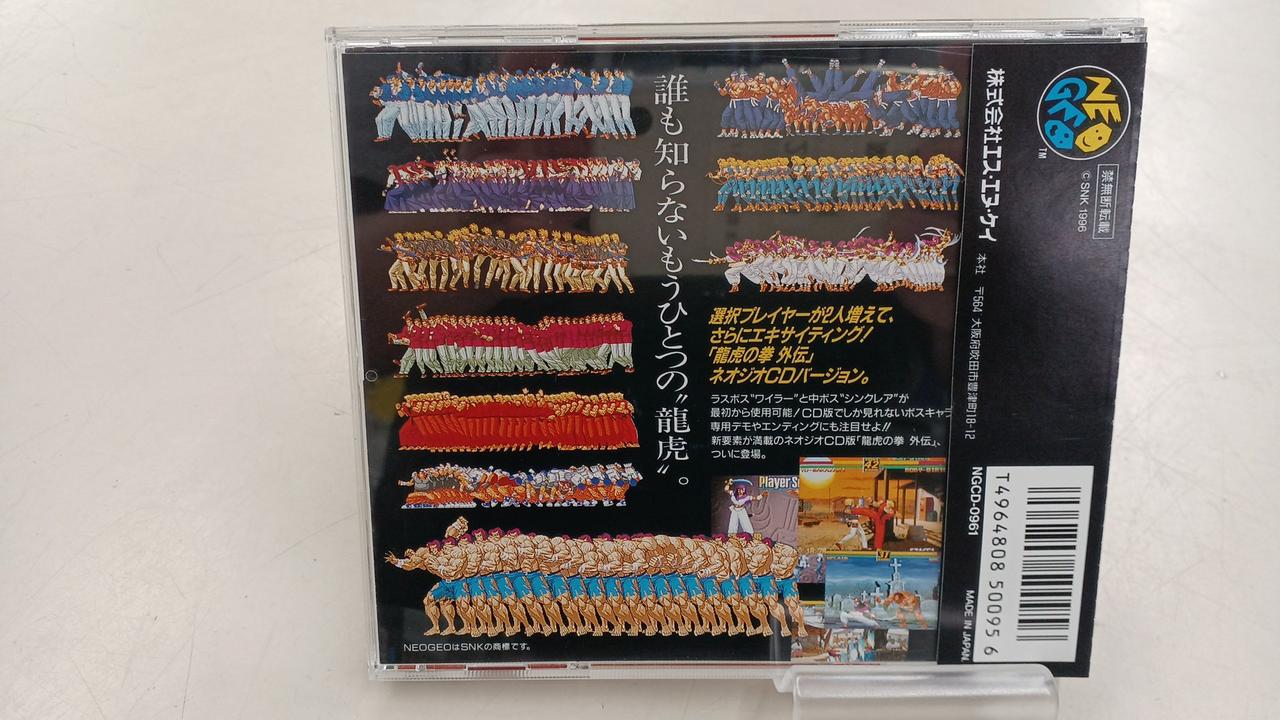 誰も知らないもうひとつの〝龍虎〟。
選択プレイヤーが2人増えて、
さらにエキサイティング!
「龍虎の拳 外伝」
ネオジオCDバージョン。
ラスボス"ワイラー"と中ボス"シンクレア"が
最初から使用可能!CD版でしか見れないボスキャラ
専用デモやエンディングにも注目せよ!!
新要素が満載のネオジオCD版「龍虎の拳 外伝」、
ついに登場。
Player S
42
NEOGEOはSNKの商標です。
NEO
GEO
TM
禁無断転載
©SNK 1996
株式会社エス・エヌ・ケイ
本社 〒564 大阪府吹田市豊津町18-12
NGCD-0961
MADE IN JAPAN
T4964808 500095 6